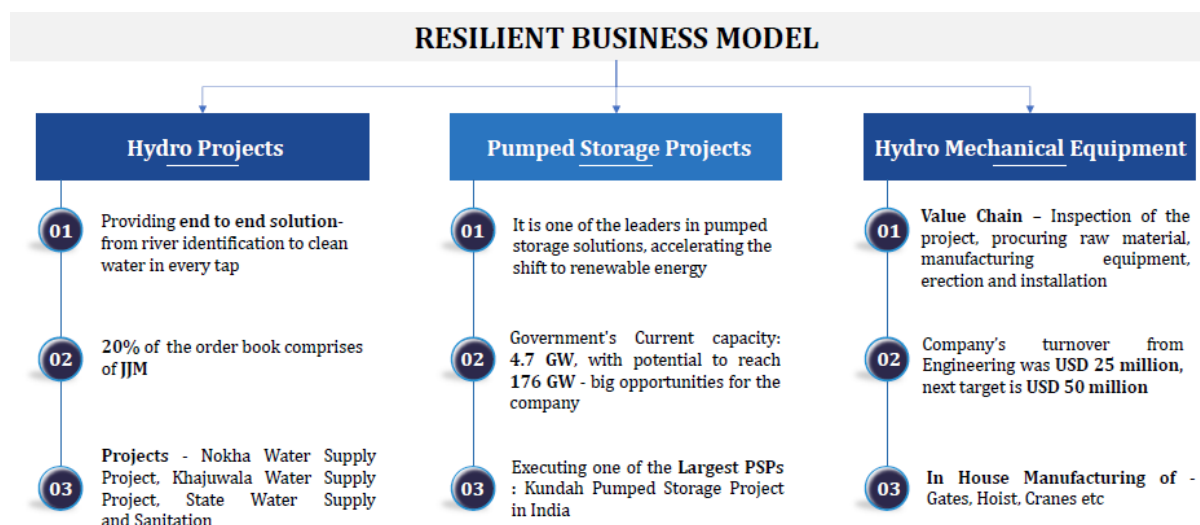 RESILIENT BUSINESS MODEL
Hydro Projects
01
Providing end to end solution-
from river identification to clean
water in every tap
02
20% of the order book comprises
of JJM
03
Projects - Nokha Water Supply
Project, Khajuwala Water Supply
Project, State Water Supply
and Sanitation
Pumped Storage Projects
01
It is one of the leaders in pumped
storage solutions, accelerating the
shift to renewable energy
02
Government's Current capacity:
4.7 GW, with potential to reach
176 GW - big opportunities for the
company
03
Executing one of the Largest PSPs
: Kundah Pumped Storage Project
in India
Hydro Mechanical Equipment
01
Value Chain – Inspection of the
project, procuring raw material,
manufacturing equipment,
erection and installation
02
Company's turnover from
Engineering was USD 25 million,
next target is USD 50 million
03
In House Manufacturing of -
Gates, Hoist, Cranes etc